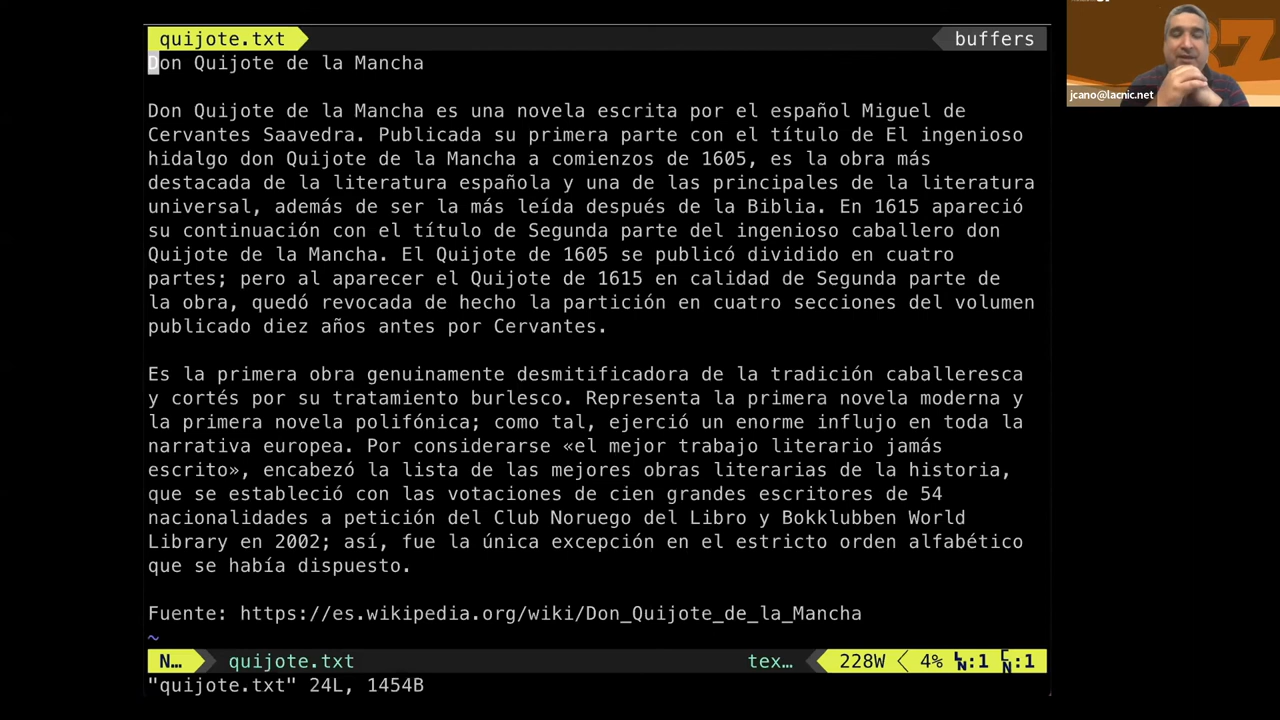 quijote.txt buffers
Don Quijote de la Mancha
Don Quijote de la Mancha es una novela escrita por el español Miguel de
Cervantes Saavedra. Publicada su primera parte con el título de El ingenioso
hidalgo don Quijote de la Mancha a comienzos de 1605, es la obra más
destacada de la literatura española y una de las principales de la literatura
universal, además de ser la más leída después de la Biblia. En 1615 apareció
su continuación con el título de Segunda parte del ingenioso caballero don
Quijote de la Mancha. El Quijote de 1605 se publicó dividido en cuatro
partes; pero al aparecer el Quijote de 1615 en calidad de Segunda parte de
la obra, quedó revocada de hecho la partición en cuatro secciones del volumen
publicado diez años antes por Cervantes.
Es la primera obra genuinamente desmitificadora de la tradición caballeresca
y cortés por su tratamiento burlesco. Representa la primera novela moderna y
la primera novela polifónica; como tal, ejerció un enorme influjo en toda la
narrativa europea. Por considerarse «el mejor trabajo literario jamás
escrito», encabezó la lista de las mejores obras literarias de la historia,
que se estableció con las votaciones de cien grandes escritores de 54
nacionalidades a petición del Club Noruego del Libro y Bokklubben World
Library en 2002; así, fue la única excepción en el estricto orden alfabético
que se había dispuesto.
Fuente: https://es.wikipedia.org/wiki/Don_Quijote_de_la_Mancha
~
N… quijote.txt tex… 228W 4% LN:1 CN:1
"quijote.txt" 24L, 1454B
jcano@lacnic.net